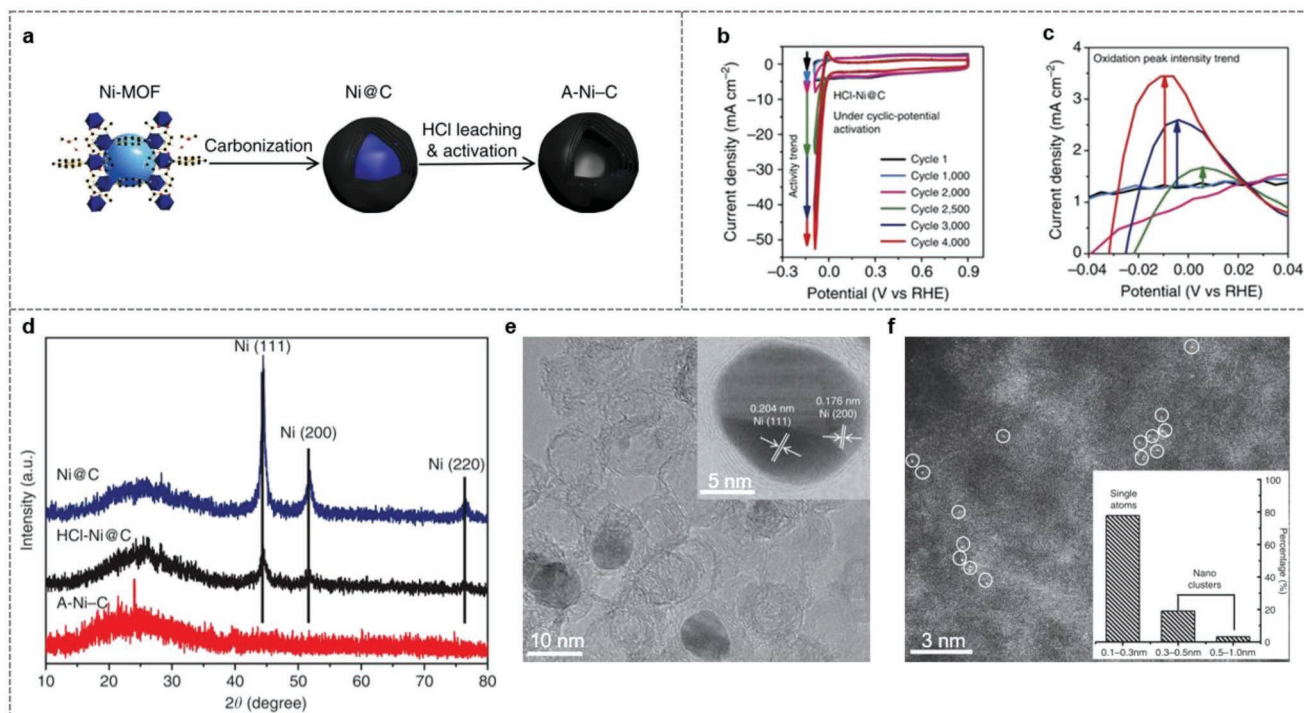 a
Ni-MOF
Carbonization
Ni@C
HCl leaching
& activation
A-Ni–C
b
Current density (mA cm⁻²)
0
−10
−20
−30
−40
−50
Activity trend
HCl-Ni@C
Under cyclic-potential
activation
Cycle 1
Cycle 1,000
Cycle 2,000
Cycle 2,500
Cycle 3,000
Cycle 4,000
−0.3 0.0 0.3 0.6 0.9
Potential (V vs RHE)
c
Oxidation peak intensity trend
Current density (mA cm⁻²)
4
3
2
1
0
−0.04 −0.02 0.00 0.02 0.04
Potential (V vs RHE)
d
Intensity (a.u.)
Ni (111)
Ni (200)
Ni (220)
Ni@C
HCl-Ni@C
A-Ni–C
10 20 30 40 50 60 70 80
2θ (degree)
e
0.204 nm
Ni (111)
0.176 nm
Ni (200)
5 nm
10 nm
f
3 nm
Single
atoms
Nano
clusters
100
80
60
40
20
0
Percentage (%)
0.1–0.3nm 0.3–0.5nm 0.5–1.0nm